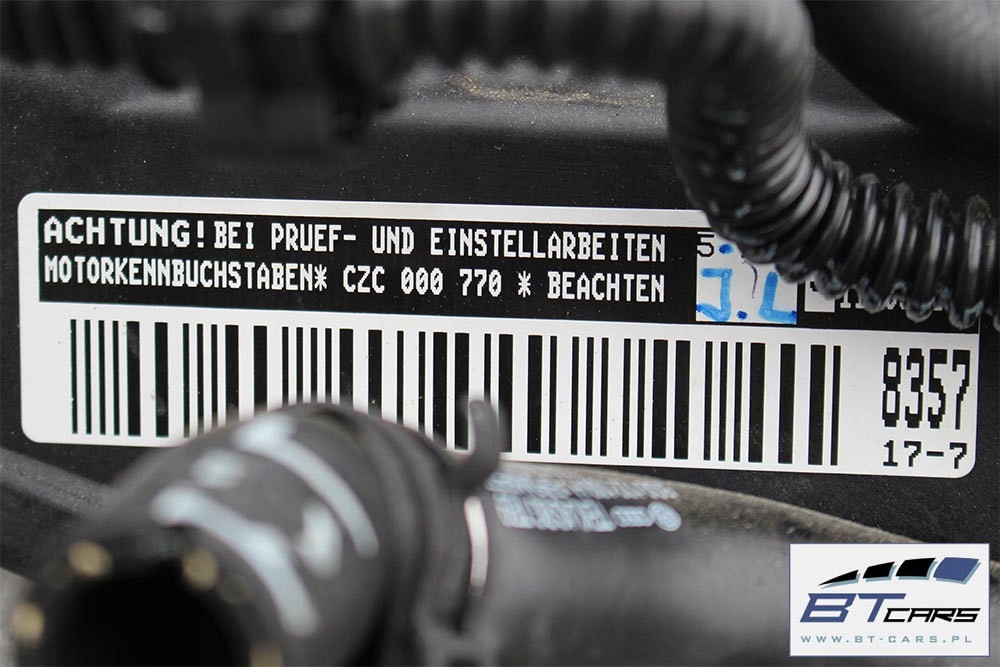 ACHTUNG! BEI PRUEF- UND EINSTELLARBEITEN
MOTORKENNBUCHSTABEN* CZC 000 770 * BEACHTEN
5.
J.L
8357
17-7
BT CARS
WWW.BT-CARS.PL